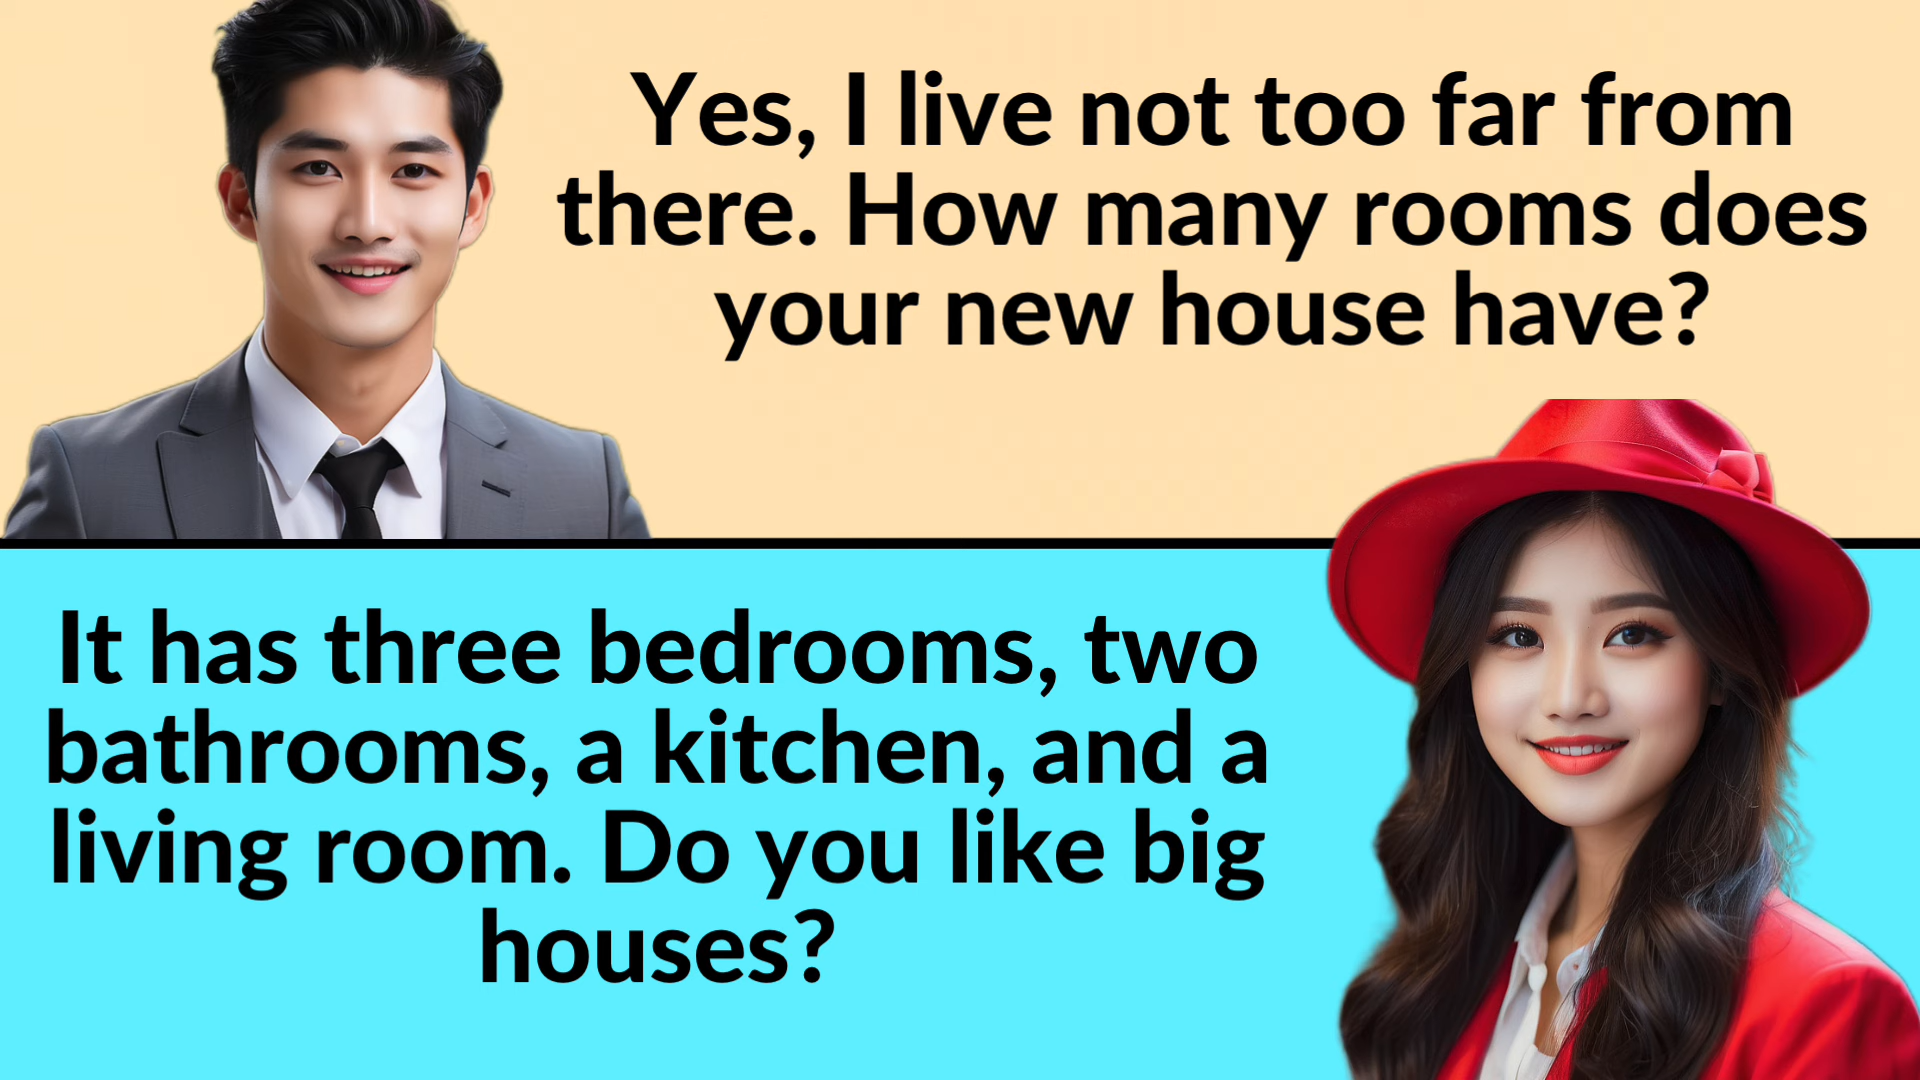 Yes, I live not too far from
there. How many rooms does
your new house have?
It has three bedrooms, two
bathrooms, a kitchen, and a
living room. Do you like big
houses?